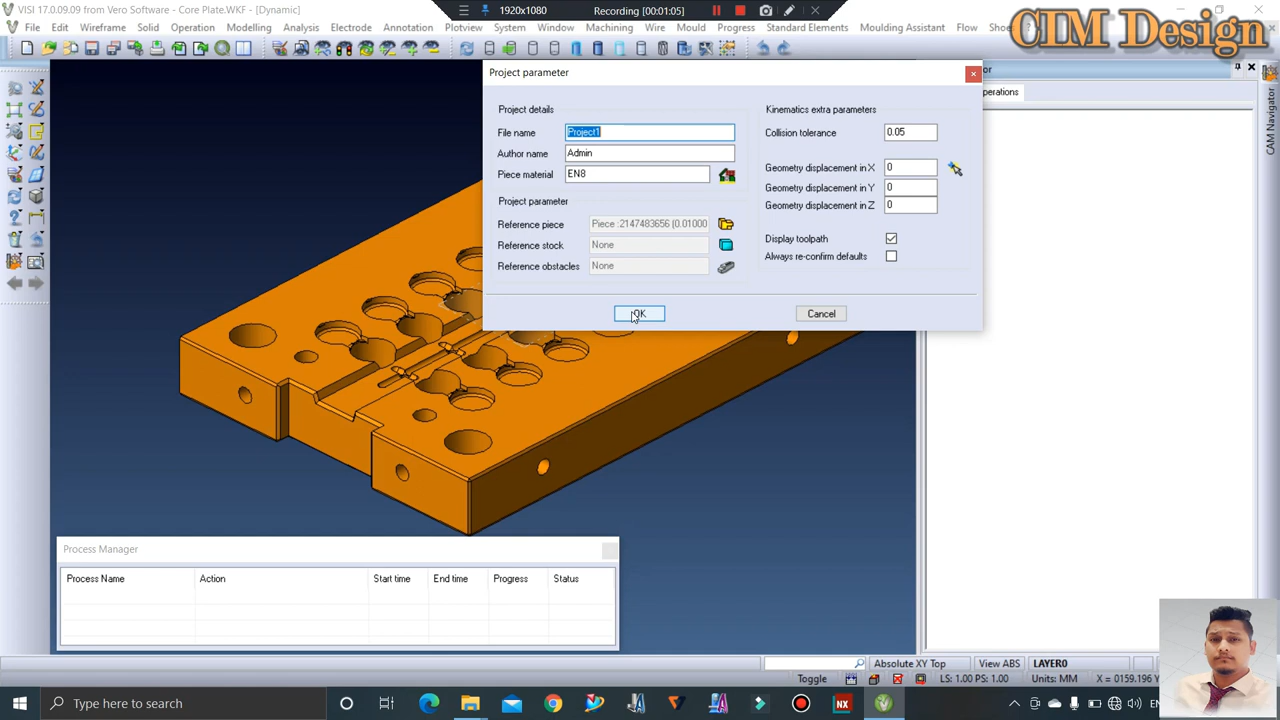 VISI 17.0.09.09 from Vero Software - Core Plate.WKF - [Dynamic]
1920x1080
Recording [00:01:05]
CIM Design
File Edit Wireframe Solid Operation Modelling Analysis Electrode Annotation Plotview System Window Machining Wire Mould Progress Standard Elements Moulding Assistant Flow
Project parameter
Project details
File name Project1
Author name Admin
Piece material EN8
Project parameter
Reference piece Piece :2147483656 (0.01000
Reference stock None
Reference obstacles None
OK
Kinematics extra parameters
Collision tolerance 0.05
Geometry displacement in X 0
Geometry displacement in Y 0
Geometry displacement in Z 0
Display toolpath
Always re-confirm defaults
Cancel
CAM Navigator
Process Manager
Process Name Action Start time End time Progress Status
Absolute XY Top View ABS LAYER0
Toggle LS: 1.00 PS: 1.00 Units: MM X = 0159.196
Type here to search
NX